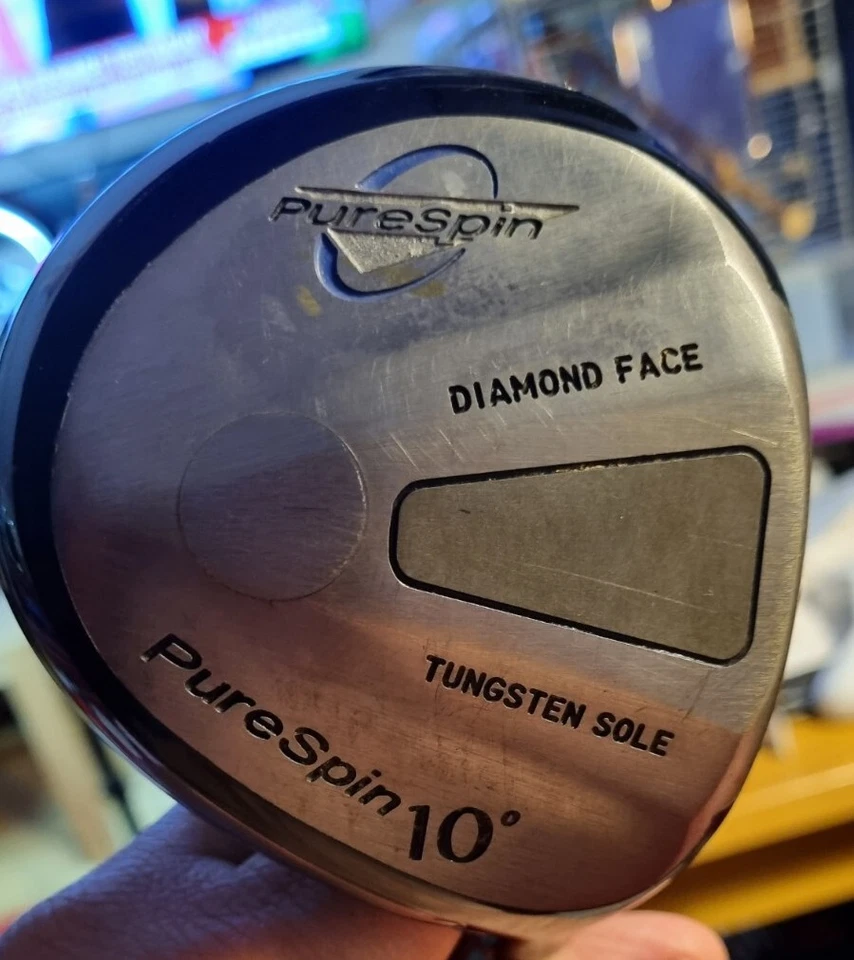 PureSpin
DIAMOND FACE
TUNGSTEN SOLE
PureSpin 10°